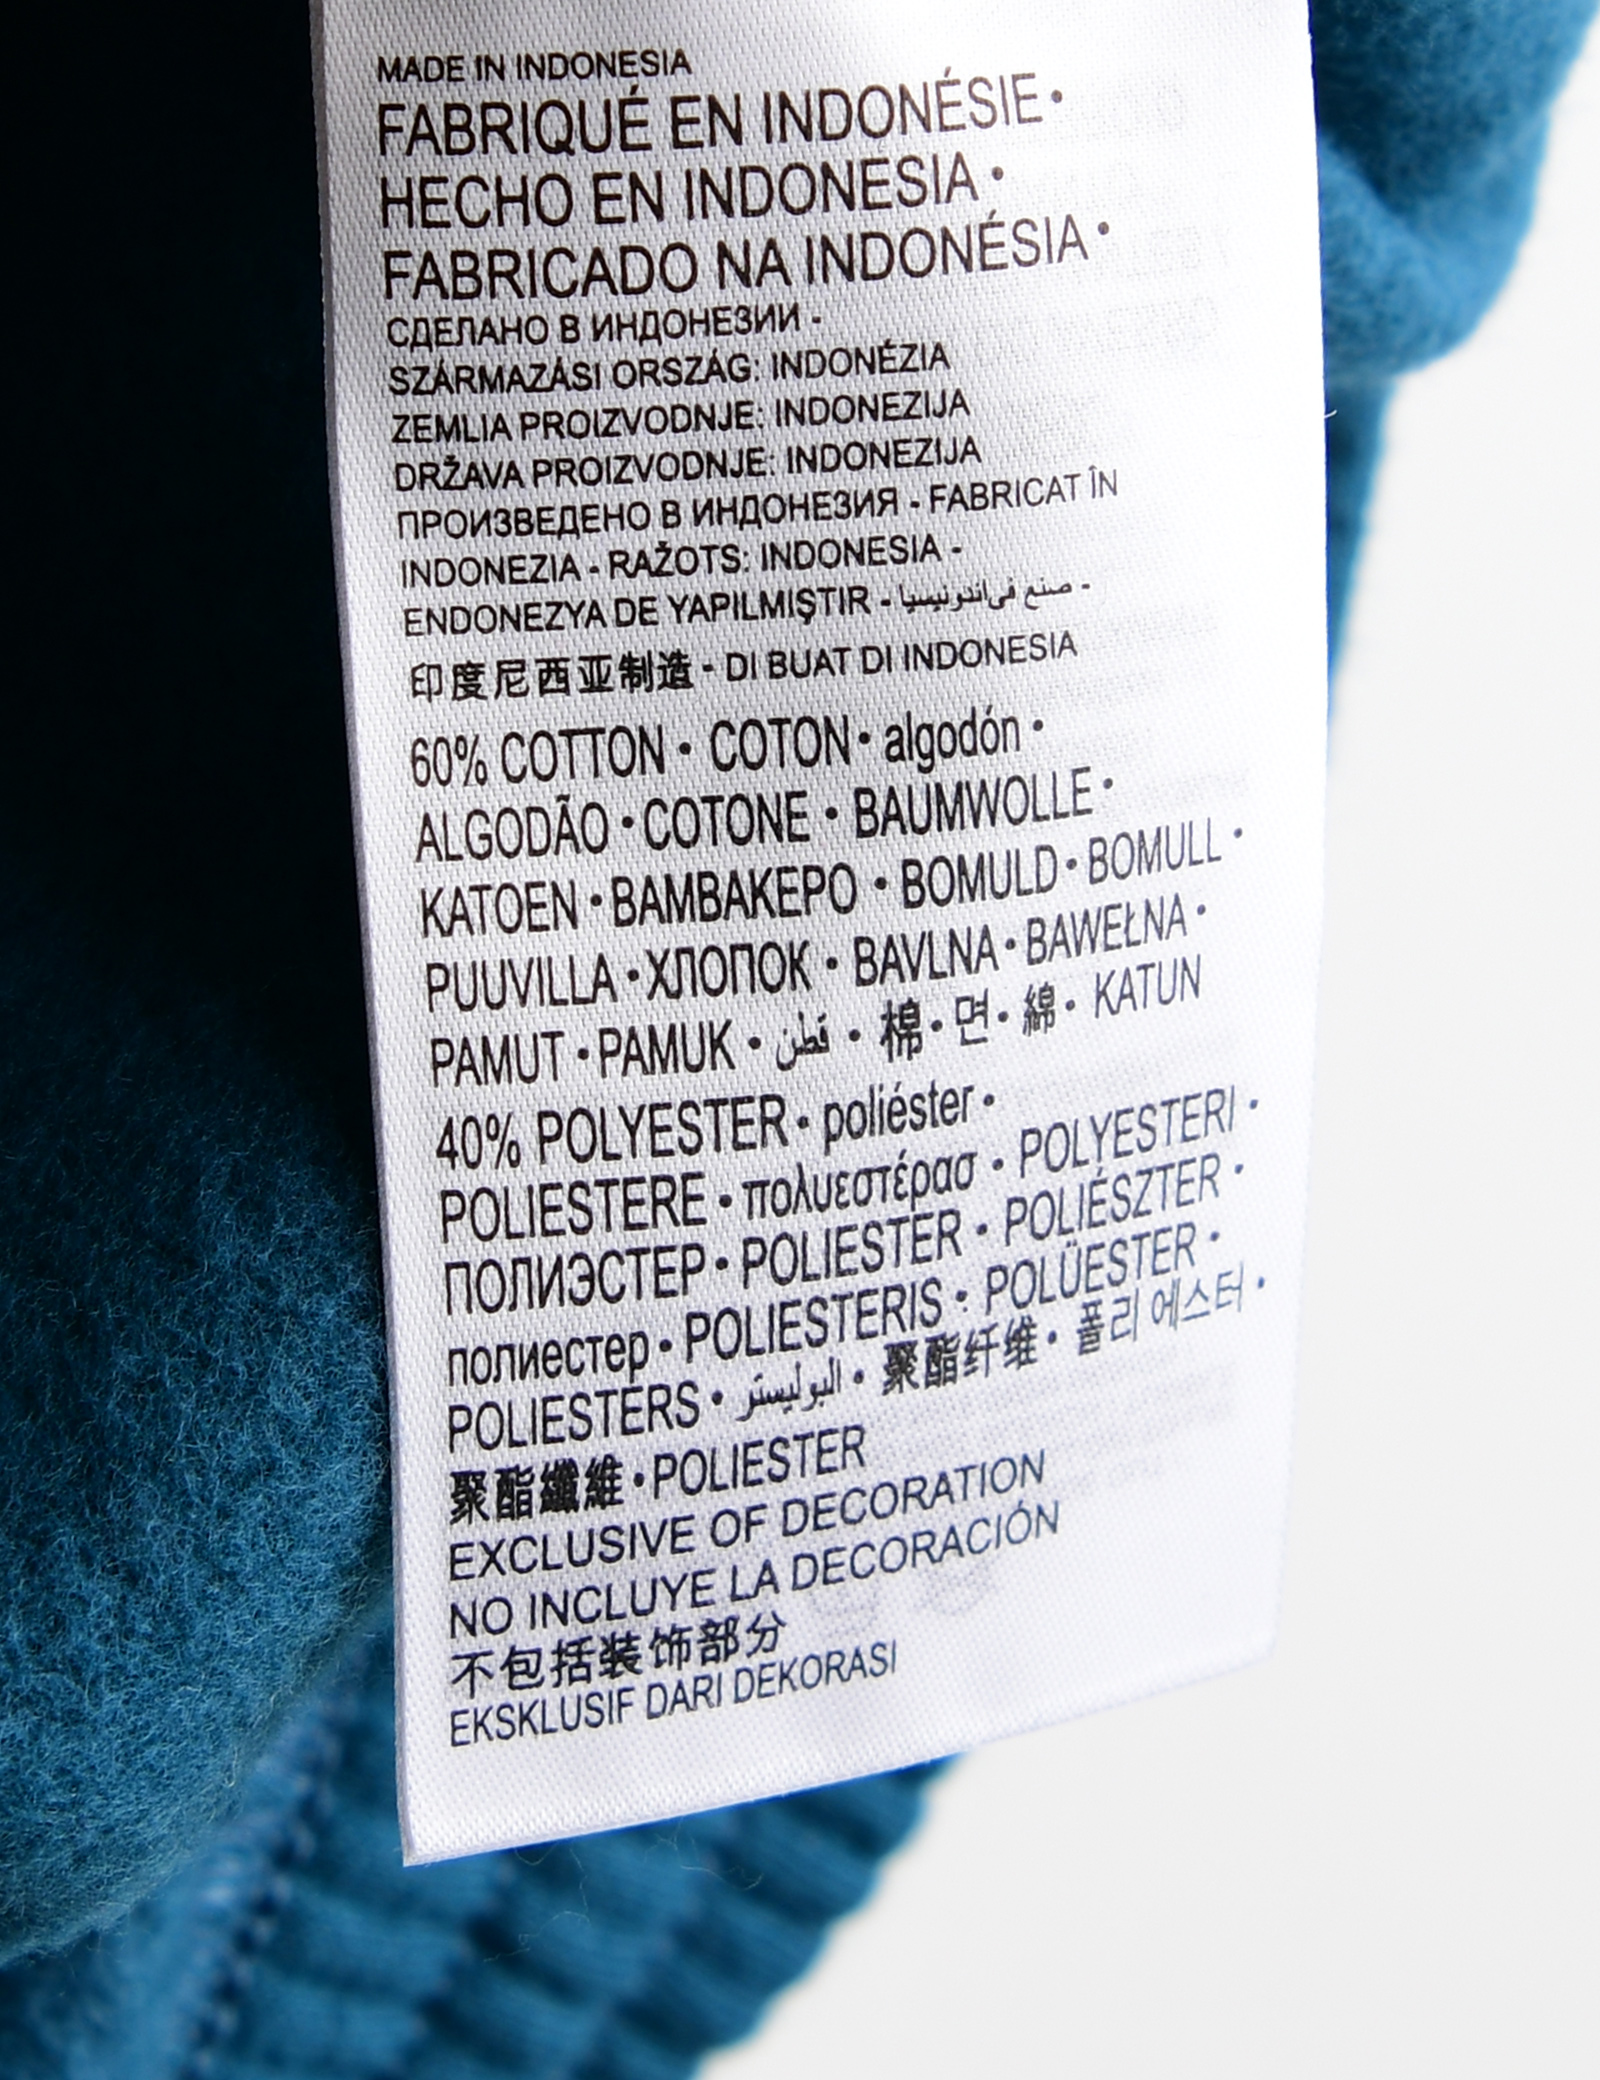 MADE IN INDONESIA
FABRIQUÉ EN INDONÉSIE •
HECHO EN INDONESIA •
FABRICADO NA INDONÉSIA •
СДЕЛАНО В ИНДОНЕЗИИ -
SZÁRMAZÁSI ORSZÁG: INDONÉZIA
ZEMLIA PROIZVODNJE: INDONEZIJA
DRŽAVA PROIZVODNJE: INDONEZIJA
ПРОИЗВЕДЕНО В ИНДОНЕЗИЯ - FABRICAT ÎN
INDONEZIA - RAŽOTS: INDONESIA -
ENDONEZYA DE YAPILMIŞTIR - صنع في اندونيسيا -
印度尼西亚制造 - DI BUAT DI INDONESIA
60% COTTON • COTON • algodón •
ALGODÃO • COTONE • BAUMWOLLE •
KATOEN • BAMBAKEPO • BOMULD • BOMULL •
PUUVILLA • ХЛОПОК • BAVLNA • BAWEŁNA •
PAMUT • PAMUK • قطن • 棉 • 면 • 綿 • KATUN
40% POLYESTER • poliéster •
POLIESTERE • πολυεστέρασ • POLYESTERI •
ПОЛИЭСТЕР • POLIESTER • POLIÉSZTER •
полиестер • POLIESTERIS • POLÜESTER •
POLIESTERS • البوليستر • 聚酯纤维 • 폴리 에스터 •
聚酯纖維 • POLIESTER
EXCLUSIVE OF DECORATION
NO INCLUYE LA DECORACIÓN
不包括装饰部分
EKSKLUSIF DARI DEKORASI